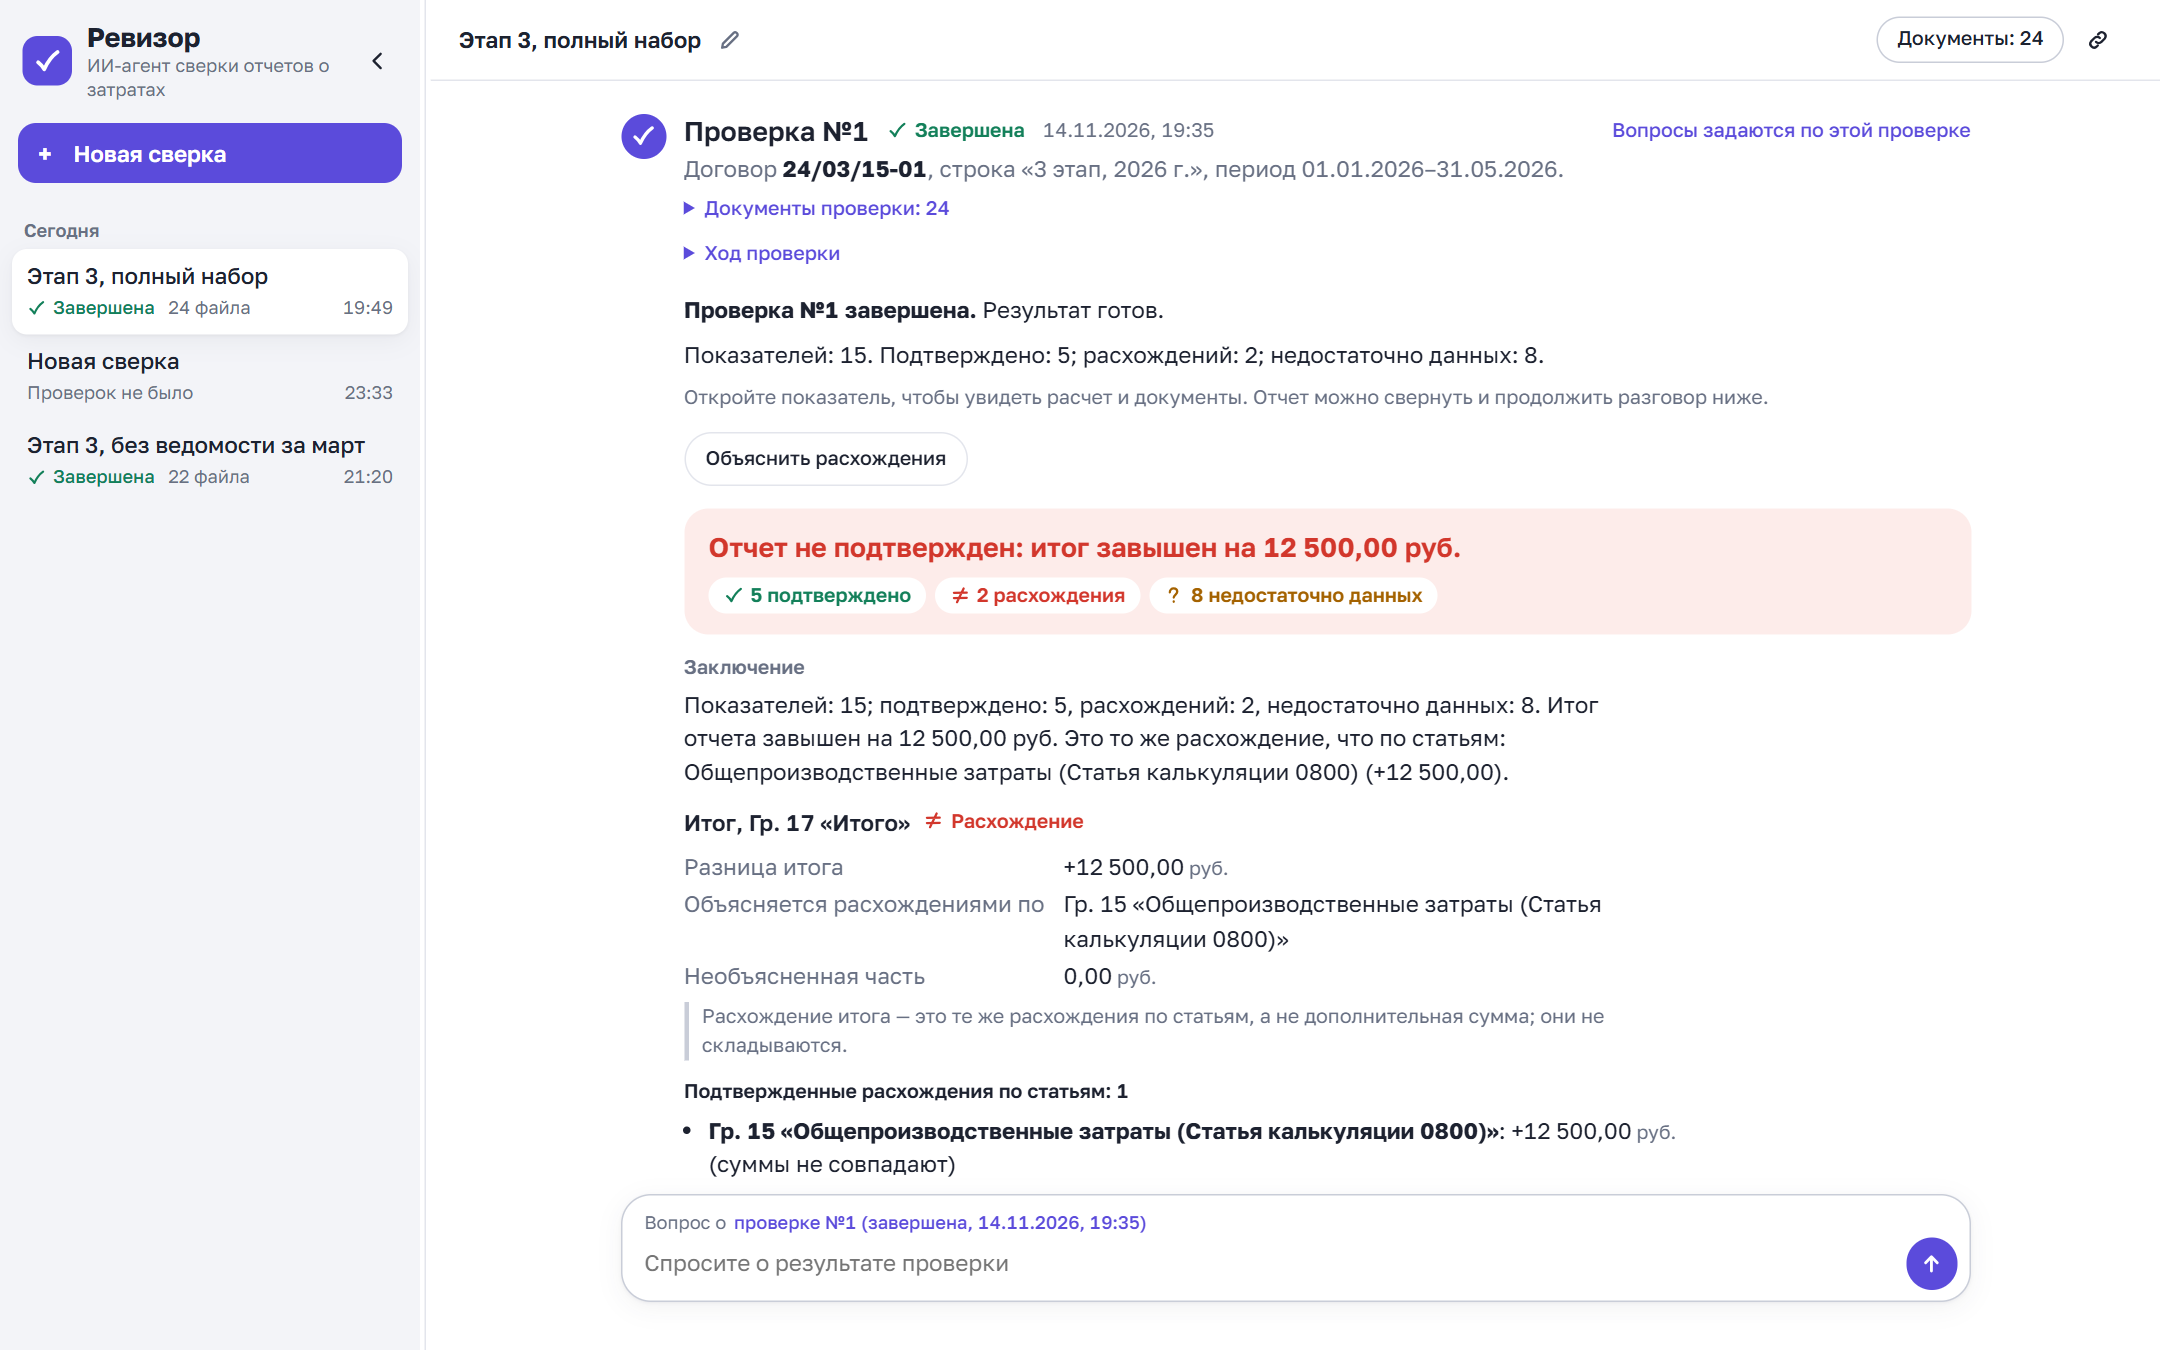 Ревизор
ИИ-агент сверки отчетов о
затратах
+ Новая сверка
Сегодня
Этап 3, полный набор
✓ Завершена 24 файла 19:49
Новая сверка
Проверок не было 23:33
Этап 3, без ведомости за март
✓ Завершена 22 файла 21:20
Этап 3, полный набор
Документы: 24
Проверка №1 ✓ Завершена 14.11.2026, 19:35 Вопросы задаются по этой проверке
Договор 24/03/15-01, строка «3 этап, 2026 г.», период 01.01.2026–31.05.2026.
Документы проверки: 24
Ход проверки
Проверка №1 завершена. Результат готов.
Показателей: 15. Подтверждено: 5; расхождений: 2; недостаточно данных: 8.
Откройте показатель, чтобы увидеть расчет и документы. Отчет можно свернуть и продолжить разговор ниже.
Объяснить расхождения
Отчет не подтвержден: итог завышен на 12 500,00 руб.
✓ 5 подтверждено ≠ 2 расхождения ? 8 недостаточно данных
Заключение
Показателей: 15; подтверждено: 5, расхождений: 2, недостаточно данных: 8. Итог
отчета завышен на 12 500,00 руб. Это то же расхождение, что по статьям:
Общепроизводственные затраты (Статья калькуляции 0800) (+12 500,00).
Итог, Гр. 17 «Итого» ≠ Расхождение
Разница итога +12 500,00 руб.
Объясняется расхождениями по Гр. 15 «Общепроизводственные затраты (Статья
калькуляции 0800)»
Необъясненная часть 0,00 руб.
Расхождение итога — это те же расхождения по статьям, а не дополнительная сумма; они не
складываются.
Подтвержденные расхождения по статьям: 1
• Гр. 15 «Общепроизводственные затраты (Статья калькуляции 0800)»: +12 500,00 руб.
(суммы не совпадают)
Вопрос о проверке №1 (завершена, 14.11.2026, 19:35)
Спросите о результате проверки